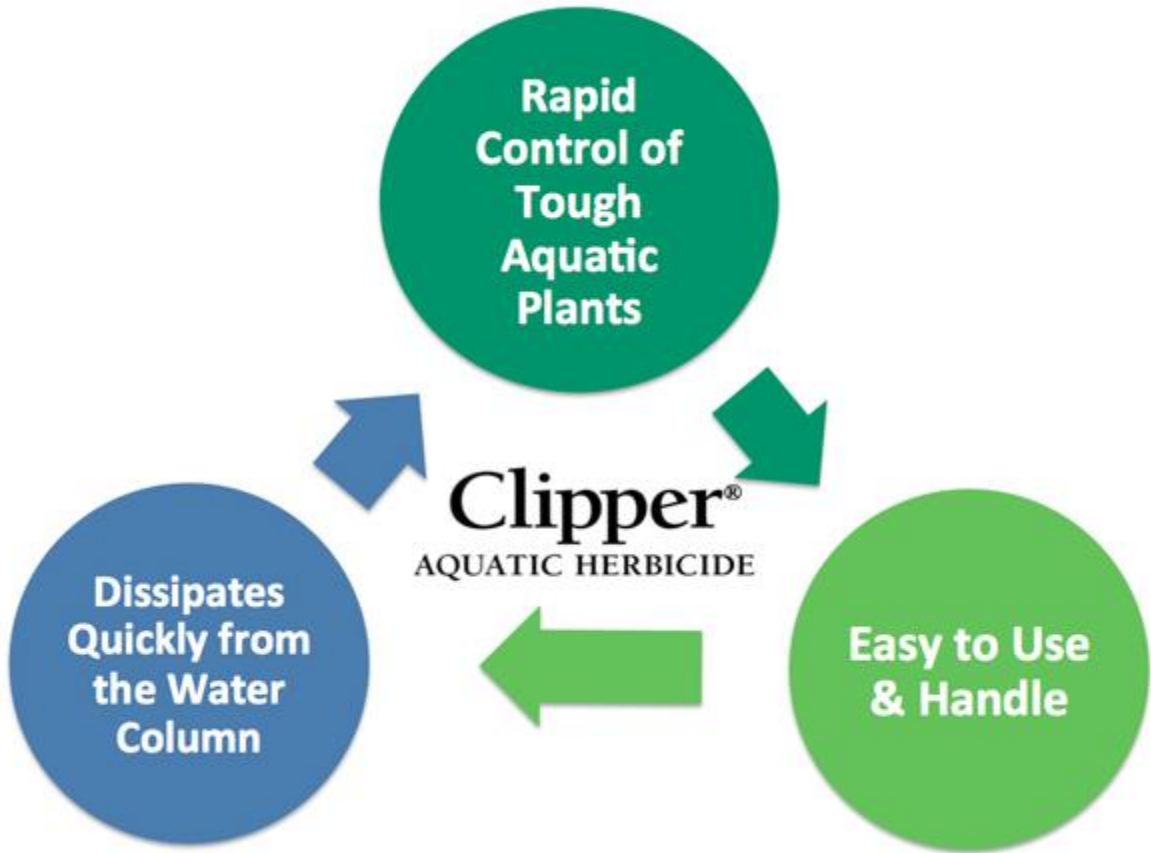 Rapid
Control of
Tough
Aquatic
Plants
Clipper®
AQUATIC HERBICIDE
Easy to Use
& Handle
Dissipates
Quickly from
the Water
Column